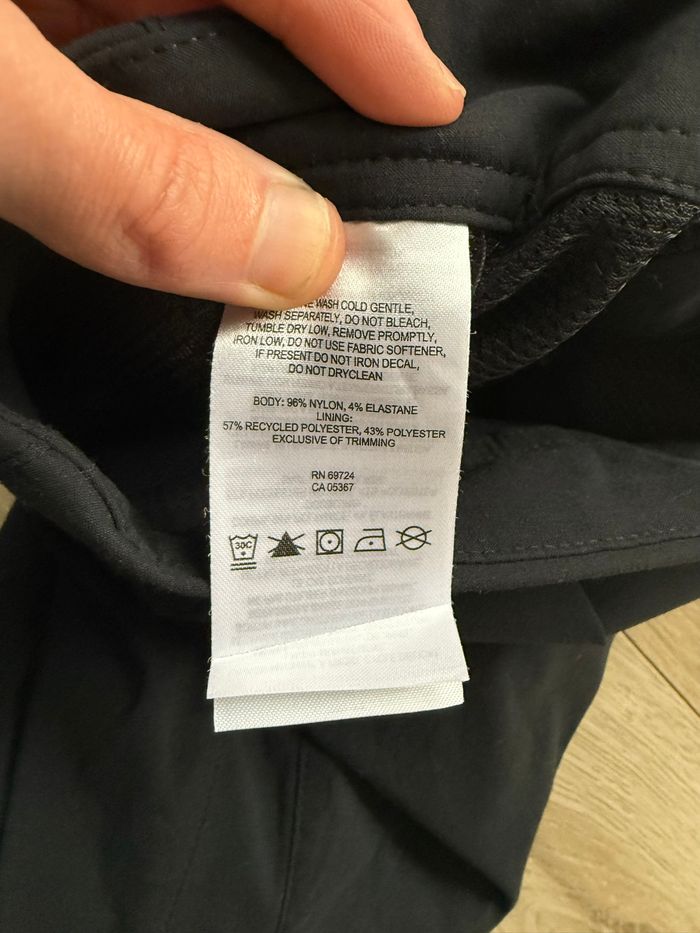 WASH COLD GENTLE,
WASH SEPARATELY, DO NOT BLEACH,
TUMBLE DRY LOW, REMOVE PROMPTLY,
IRON LOW, DO NOT USE FABRIC SOFTENER,
IF PRESENT DO NOT IRON DECAL,
DO NOT DRYCLEAN
BODY: 96% NYLON, 4% ELASTANE
LINING:
57% RECYCLED POLYESTER, 43% POLYESTER
EXCLUSIVE OF TRIMMING
RN 69724
CA 05367
30C